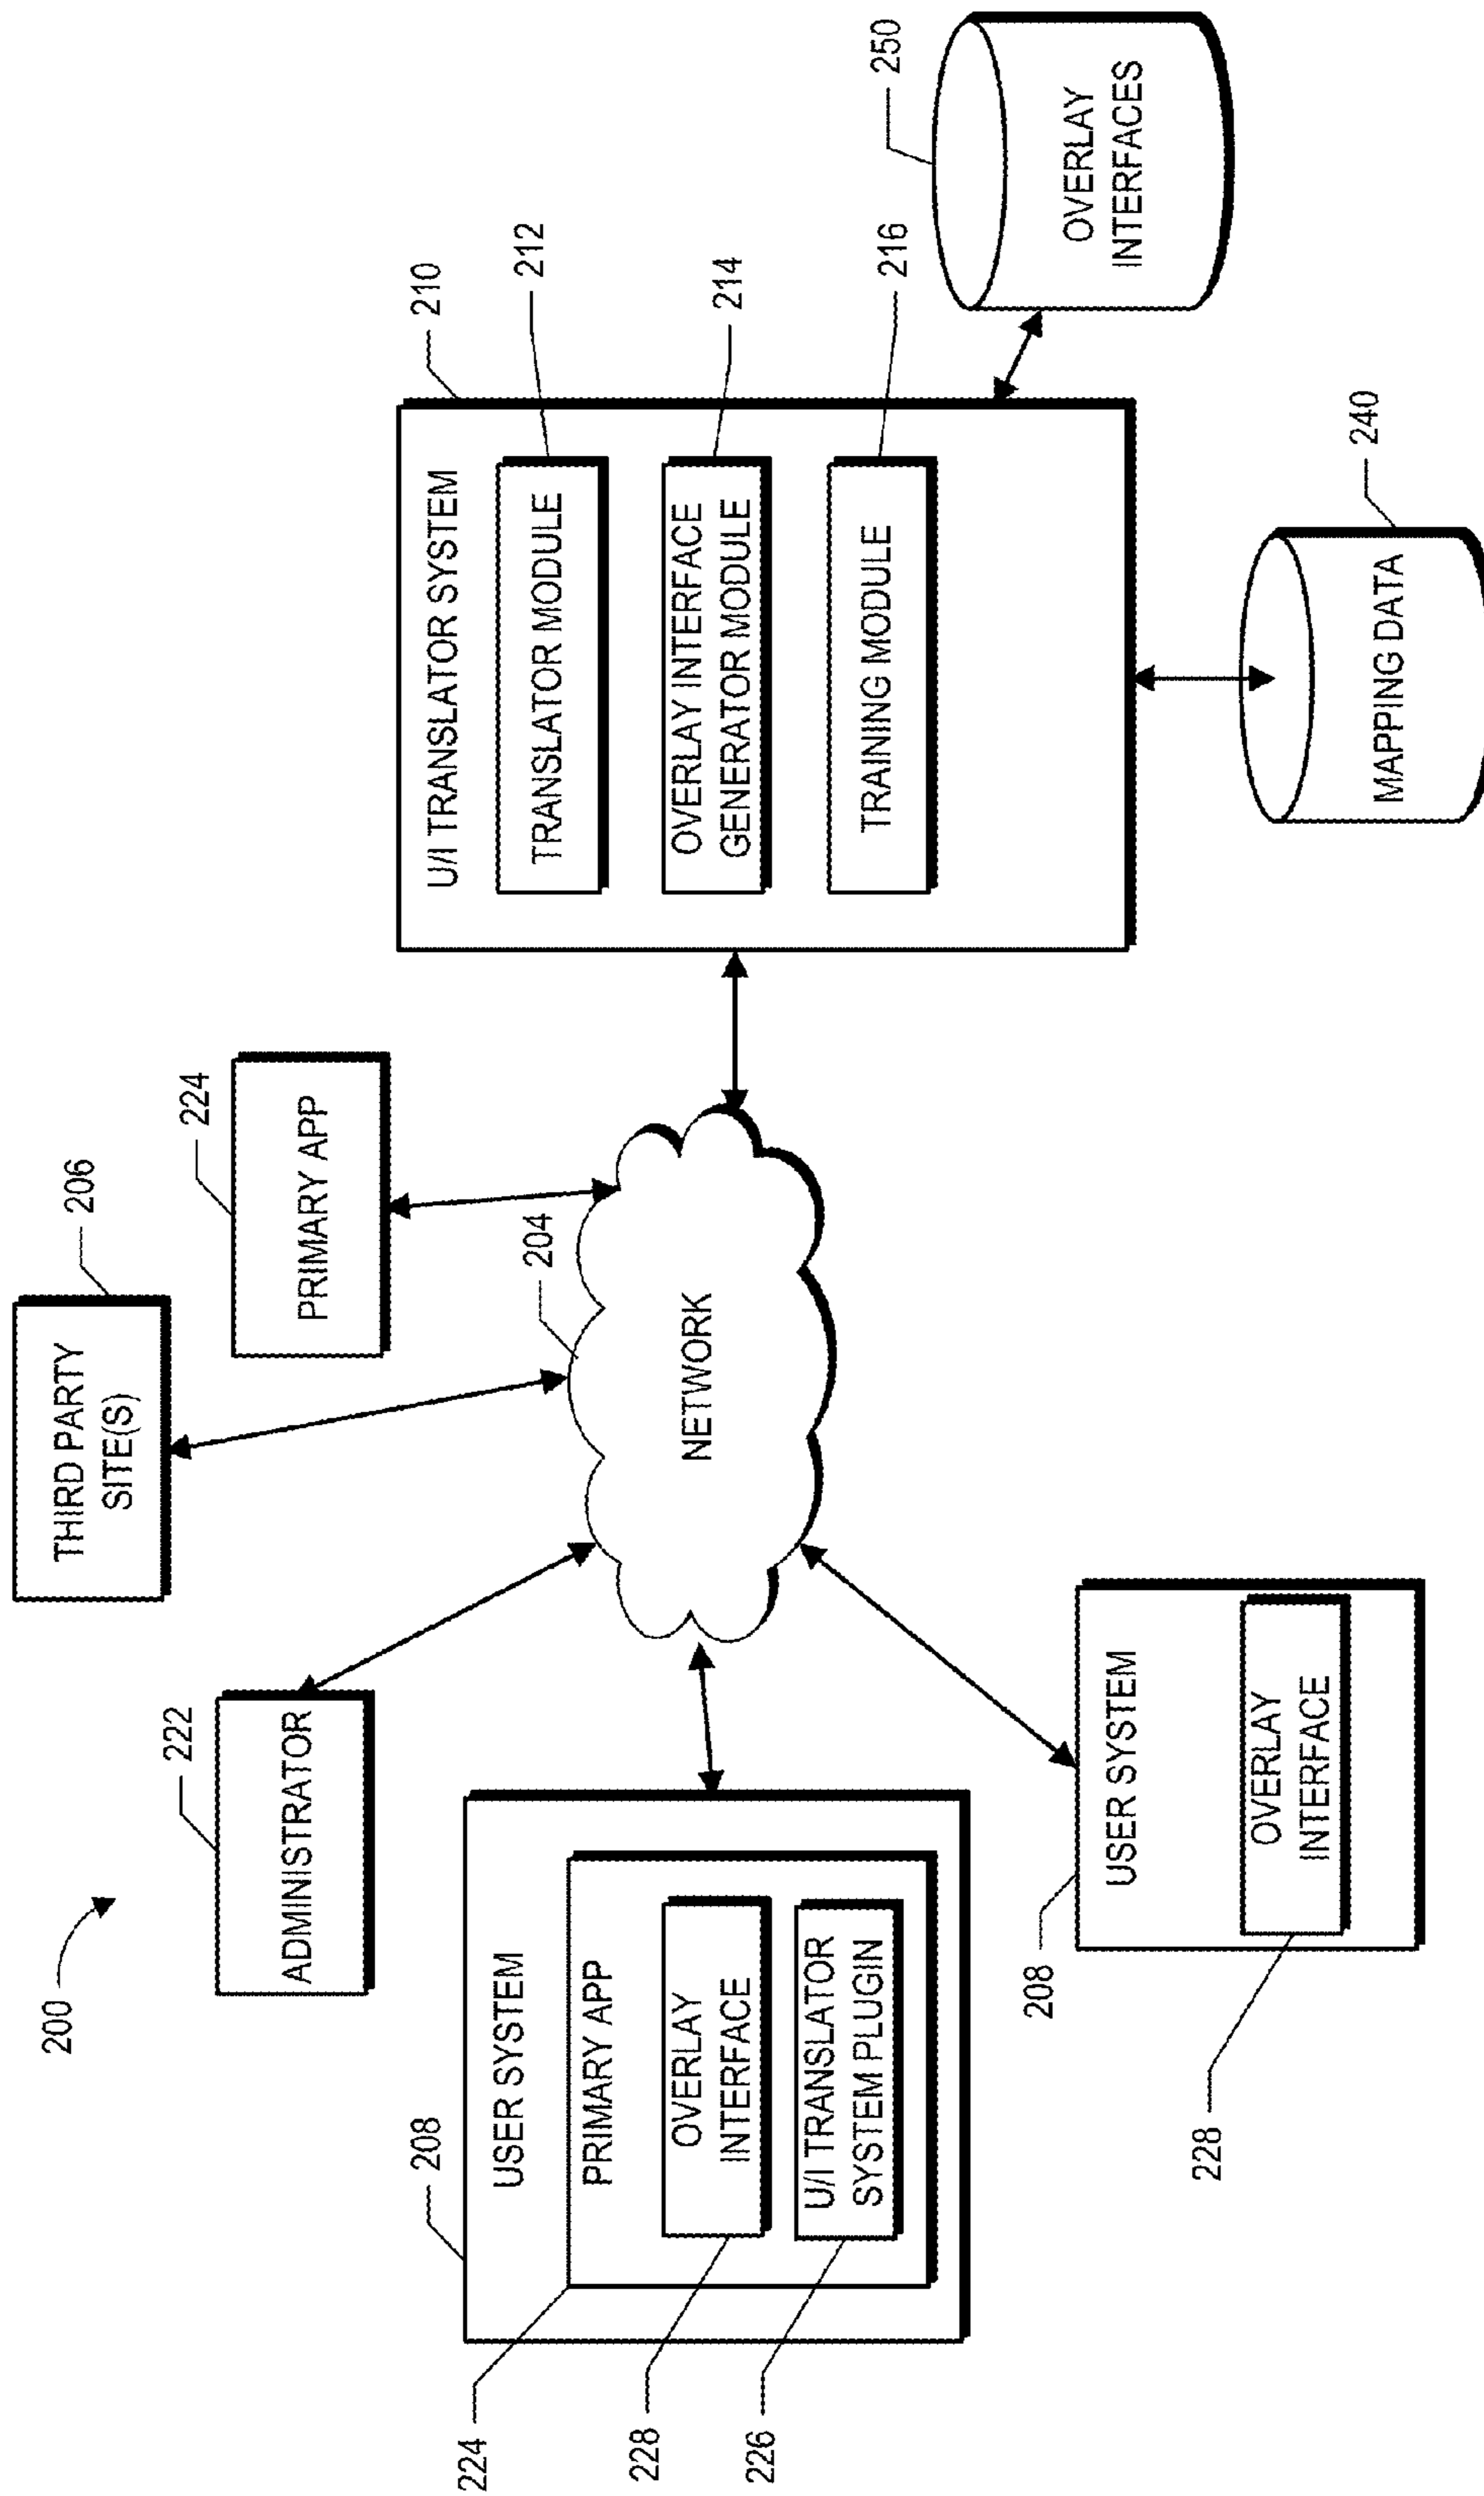 200
222
ADMINISTRATOR
206
THIRD PARTY
SITE(S)
224
PRIMARY APP
204
NETWORK
208
USER SYSTEM
224
PRIMARY APP
228
OVERLAY
INTERFACE
226
U/I TRANSLATOR
SYSTEM PLUGIN
208
USER SYSTEM
228
OVERLAY
INTERFACE
210
U/I TRANSLATOR SYSTEM
212
TRANSLATOR MODULE
214
OVERLAY INTERFACE
GENERATOR MODULE
216
TRAINING MODULE
250
OVERLAY
INTERFACES
240
MAPPING DATA